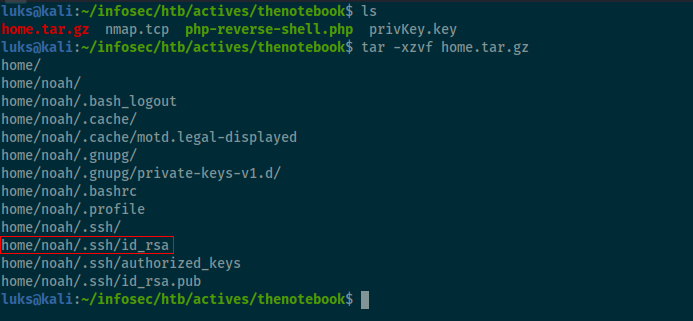 luks@kali:~/infosec/htb/actives/thenotebook$ ls
home.tar.gz  nmap.tcp  php-reverse-shell.php  privKey.key
luks@kali:~/infosec/htb/actives/thenotebook$ tar -xzvf home.tar.gz
home/
home/noah/
home/noah/.bash_logout
home/noah/.cache/
home/noah/.cache/motd.legal-displayed
home/noah/.gnupg/
home/noah/.gnupg/private-keys-v1.d/
home/noah/.bashrc
home/noah/.profile
home/noah/.ssh/
home/noah/.ssh/id_rsa
home/noah/.ssh/authorized_keys
home/noah/.ssh/id_rsa.pub
luks@kali:~/infosec/htb/actives/thenotebook$